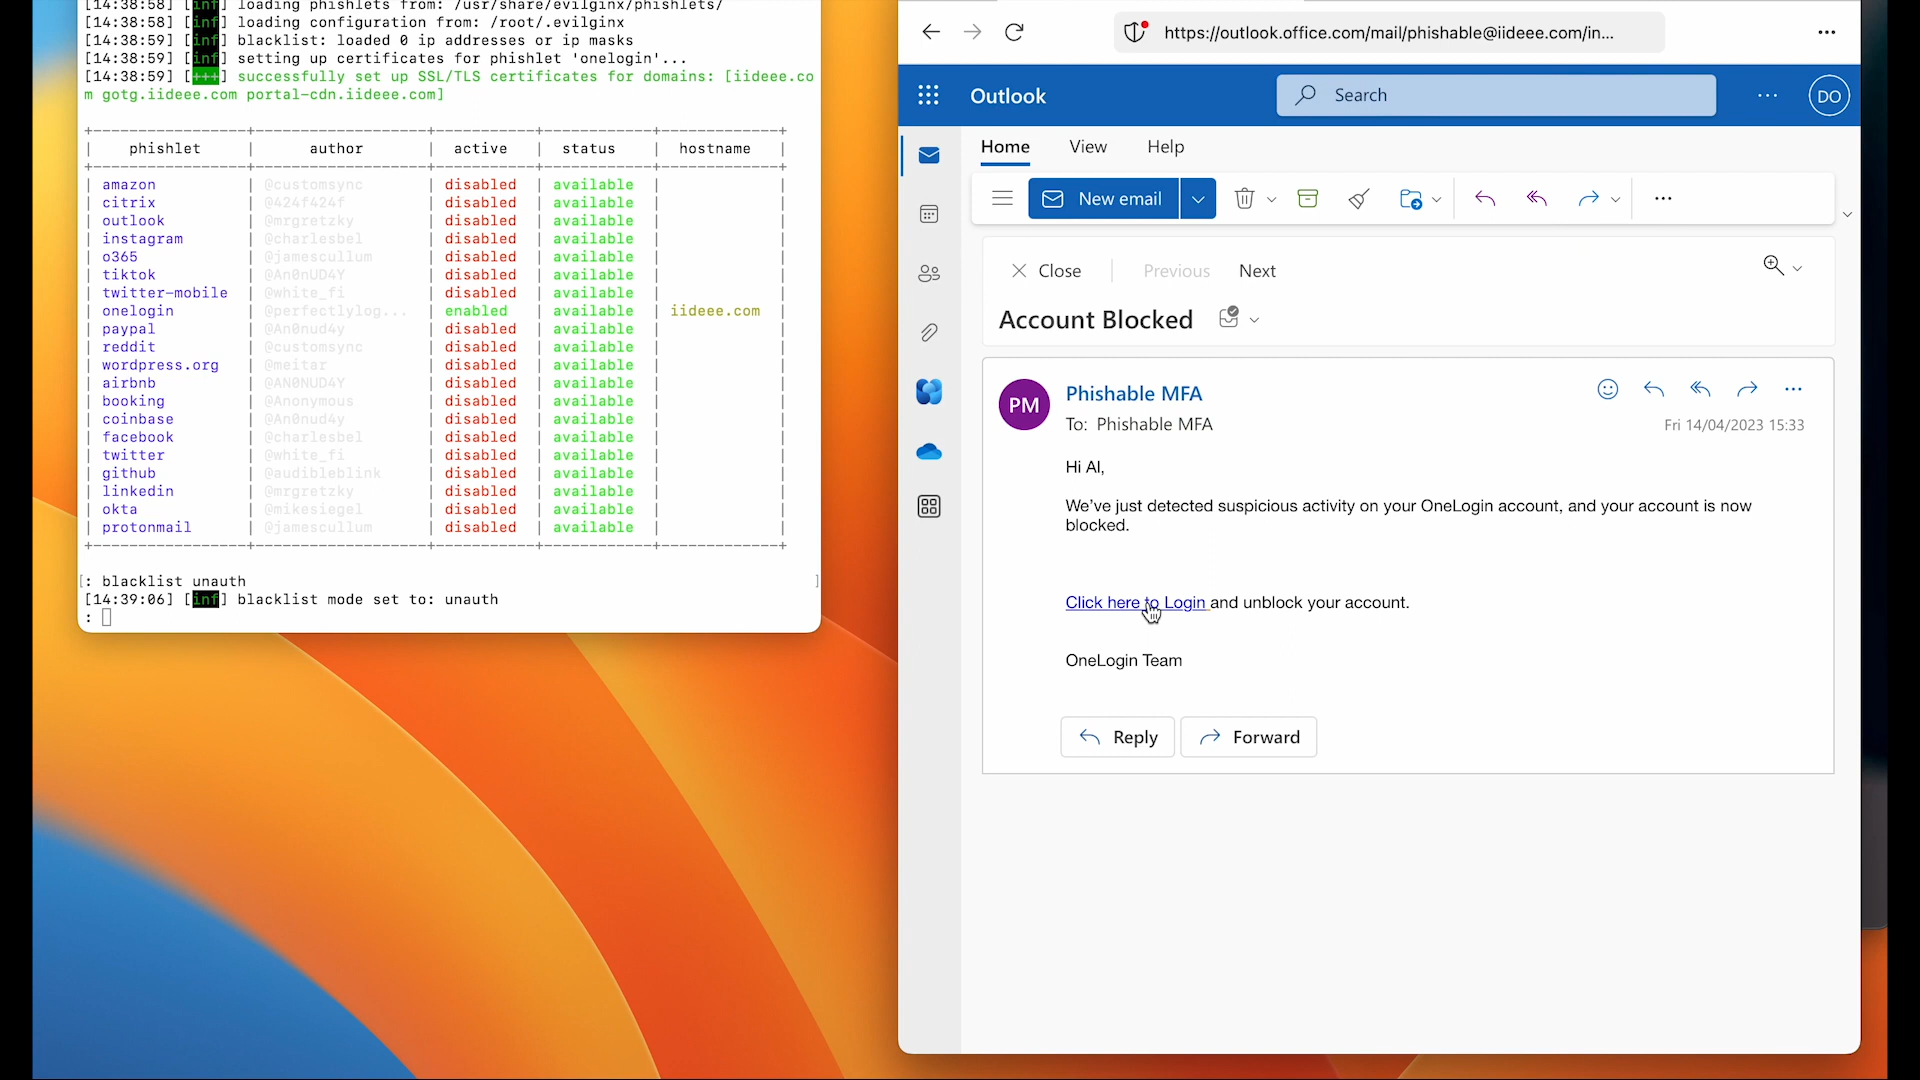 [14:38:58] [inf] loading phishlets from: /usr/share/evilginx/phishlets/
[14:38:58] [inf] loading configuration from: /root/.evilginx
[14:38:59] [inf] blacklist: loaded 0 ip addresses or ip masks
[14:38:59] [inf] setting up certificates for phishlet 'onelogin'...
[14:38:59] [+++] successfully set up SSL/TLS certificates for domains: [iideee.co
m gotg.iideee.com portal-cdn.iideee.com]
+-----------------+-------------------+-----------+------------+-------------+
| phishlet | author | active | status | hostname |
+-----------------+-------------------+-----------+------------+-------------+
| amazon | @customsync | disabled | available | |
| citrix | @424f424f | disabled | available | |
| outlook | @mrgretzky | disabled | available | |
| instagram | @charlesbel | disabled | available | |
| o365 | @jamescullum | disabled | available | |
| tiktok | @An0nUD4Y | disabled | available | |
| twitter-mobile | @white_fi | disabled | available | |
| onelogin | @perfectlylog... | enabled | available | iideee.com |
| paypal | @An0nud4y | disabled | available | |
| reddit | @customsync | disabled | available | |
| wordpress.org | @meitar | disabled | available | |
| airbnb | @AN0NUD4Y | disabled | available | |
| booking | @Anonymous | disabled | available | |
| coinbase | @An0nud4y | disabled | available | |
| facebook | @charlesbel | disabled | available | |
| twitter | @white_fi | disabled | available | |
| github | @audibleblink | disabled | available | |
| linkedin | @mrgretzky | disabled | available | |
| okta | @mikesiegel | disabled | available | |
| protonmail | @jamescullum | disabled | available | |
+-----------------+-------------------+-----------+------------+-------------+
[: blacklist unauth ]
[14:39:06] [inf] blacklist mode set to: unauth
:
https://outlook.office.com/mail/phishable@iideee.com/in...
Outlook
Search
DO
Home View Help
New email
Close Previous Next
Account Blocked
PM
Phishable MFA
To: Phishable MFA
Fri 14/04/2023 15:33
Hi Al,
We've just detected suspicious activity on your OneLogin account, and your account is now
blocked.
Click here to Login and unblock your account.
OneLogin Team
Reply Forward